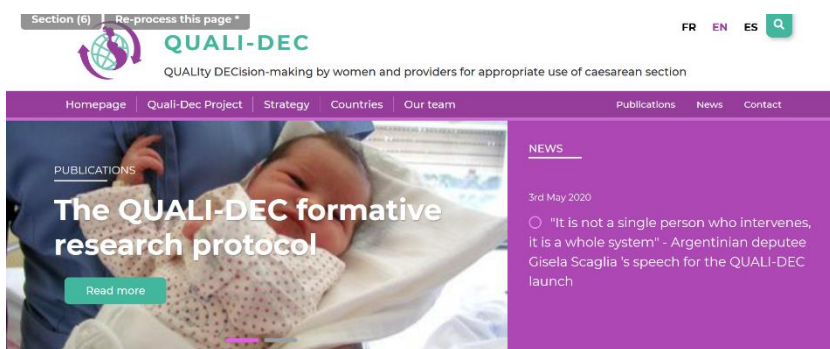 Section (6)
Re-process this page *
FR EN ES
QUALI-DEC
QUALIty DECision-making by women and providers for appropriate use of caesarean section
Homepage Quali-Dec Project Strategy Countries Our team Publications News Contact
PUBLICATIONS
The QUALI-DEC formative
research protocol
Read more
NEWS
3rd May 2020
"It is not a single person who intervenes,
it is a whole system" - Argentinian deputee
Gisela Scaglia 's speech for the QUALI-DEC
launch